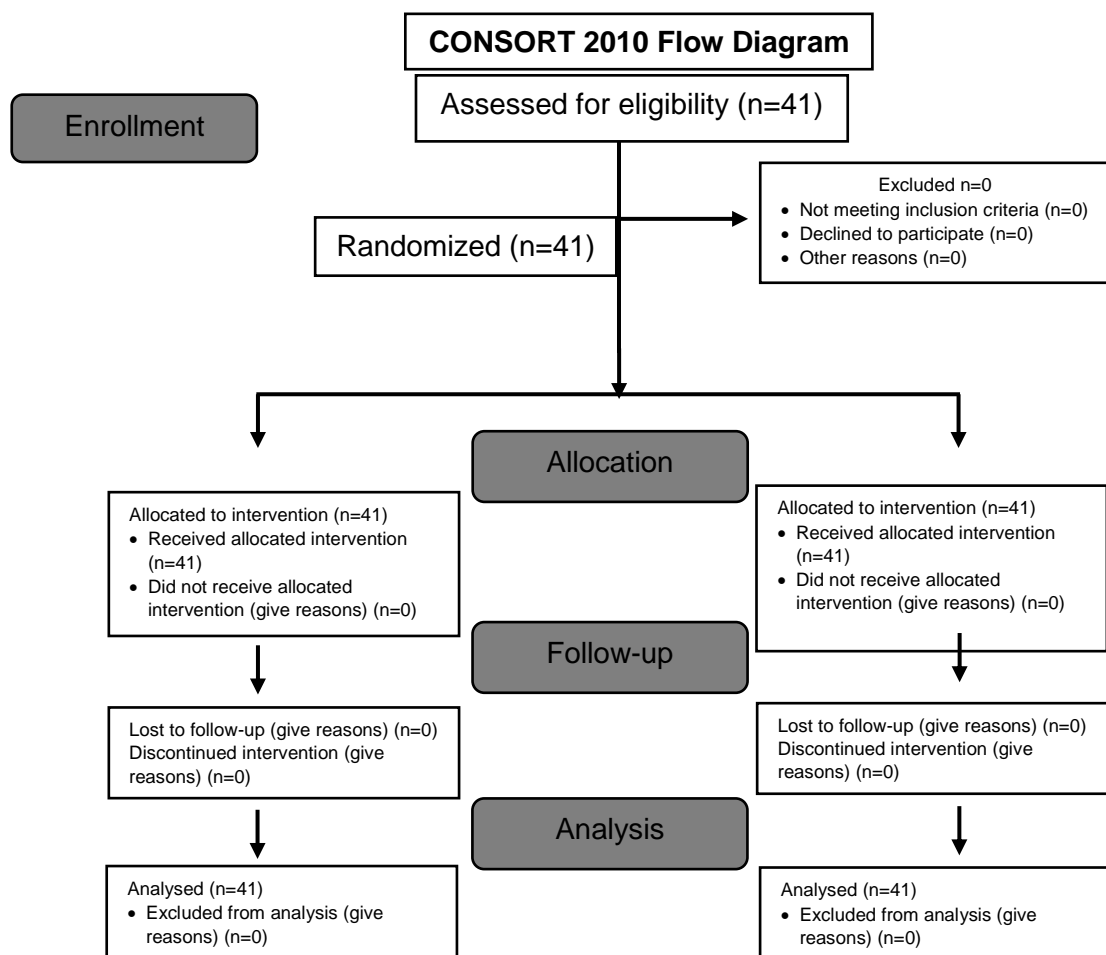 CONSORT 2010 Flow Diagram
Assessed for eligibility (n=41)
Enrollment
Excluded n=0
• Not meeting inclusion criteria (n=0)
• Declined to participate (n=0)
• Other reasons (n=0)
Randomized (n=41)
Allocation
Allocated to intervention (n=41)
• Received allocated intervention
(n=41)
• Did not receive allocated
intervention (give reasons) (n=0)
Allocated to intervention (n=41)
• Received allocated intervention
(n=41)
• Did not receive allocated
intervention (give reasons) (n=0)
Follow-up
Lost to follow-up (give reasons) (n=0)
Discontinued intervention (give
reasons) (n=0)
Lost to follow-up (give reasons) (n=0)
Discontinued intervention (give
reasons) (n=0)
Analysis
Analysed (n=41)
• Excluded from analysis (give
reasons) (n=0)
Analysed (n=41)
• Excluded from analysis (give
reasons) (n=0)